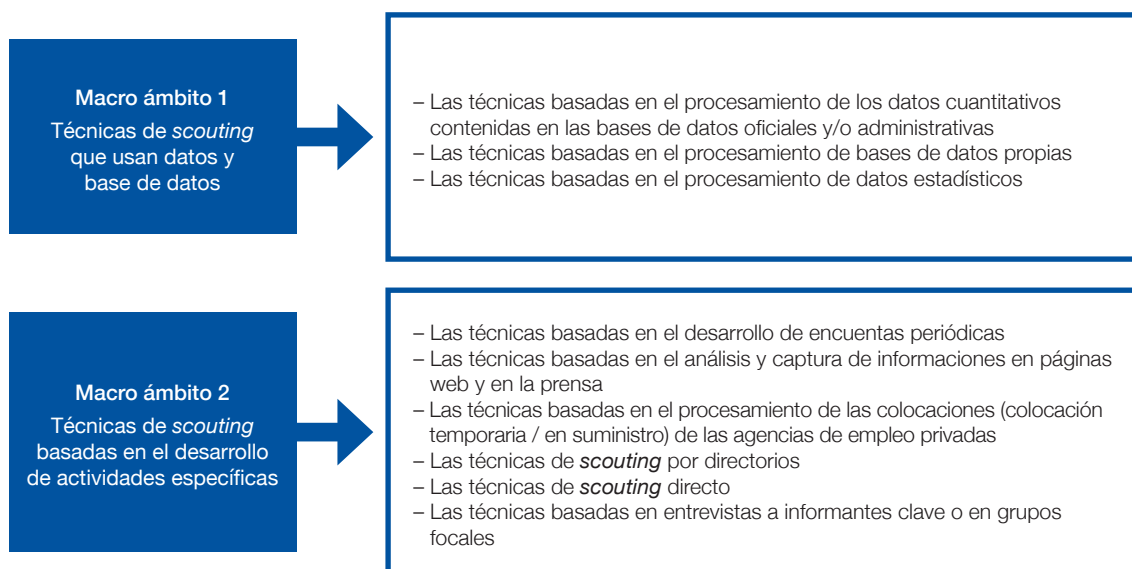 Macro ámbito 1
Técnicas de scouting
que usan datos y
base de datos
– Las técnicas basadas en el procesamiento de los datos cuantitativos
contenidas en las bases de datos oficiales y/o administrativas
– Las técnicas basadas en el procesamiento de bases de datos propias
– Las técnicas basadas en el procesamiento de datos estadísticos
Macro ámbito 2
Técnicas de scouting
basadas en el desarrollo
de actividades específicas
– Las técnicas basadas en el desarrollo de encuentas periódicas
– Las técnicas basadas en el análisis y captura de informaciones en páginas
web y en la prensa
– Las técnicas basadas en el procesamiento de las colocaciones (colocación
temporaria / en suministro) de las agencias de empleo privadas
– Las técnicas de scouting por directorios
– Las técnicas de scouting directo
– Las técnicas basadas en entrevistas a informantes clave o en grupos
focales